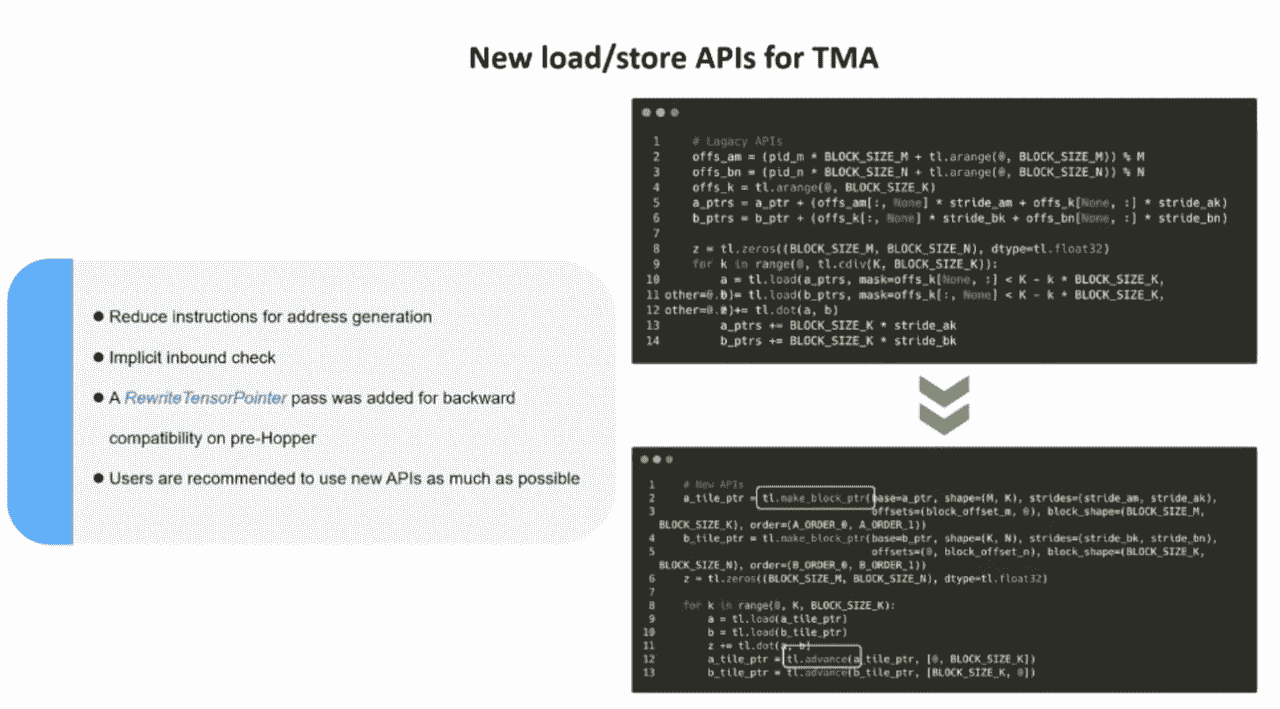 New load/store APIs for TMA
● Reduce instructions for address generation
● Implicit inbound check
● A RewriteTensorPointer pass was added for backward
compatibility on pre-Hopper
● Users are recommended to use new APIs as much as possible
1 # Lagacy APIs
2 offs_am = (pid_m * BLOCK_SIZE_M + tl.arange(0, BLOCK_SIZE_M)) % M
3 offs_bn = (pid_n * BLOCK_SIZE_N + tl.arange(0, BLOCK_SIZE_N)) % N
4 offs_k = tl.arange(0, BLOCK_SIZE_K)
5 a_ptrs = a_ptr + (offs_am[:, None] * stride_am + offs_k[None, :] * stride_ak)
6 b_ptrs = b_ptr + (offs_k[:, None] * stride_bk + offs_bn[None, :] * stride_bn)
7
8 z = tl.zeros((BLOCK_SIZE_M, BLOCK_SIZE_N), dtype=tl.float32)
9 for k in range(0, tl.cdiv(K, BLOCK_SIZE_K)):
10 a = tl.load(a_ptrs, mask=offs_k[None, :] < K - k * BLOCK_SIZE_K,
11 other=0.0)= tl.load(b_ptrs, mask=offs_k[:, None] < K - k * BLOCK_SIZE_K,
12 other=0.0)+= tl.dot(a, b)
13 a_ptrs += BLOCK_SIZE_K * stride_ak
14 b_ptrs += BLOCK_SIZE_K * stride_bk
1 # New APIs
2 a_tile_ptr = tl.make_block_ptr(base=a_ptr, shape=(M, K), strides=(stride_am, stride_ak),
3 offsets=(block_offset_m, 0), block_shape=(BLOCK_SIZE_M,
BLOCK_SIZE_K), order=(A_ORDER_0, A_ORDER_1))
4 b_tile_ptr = tl.make_block_ptr(base=b_ptr, shape=(K, N), strides=(stride_bk, stride_bn),
5 offsets=(0, block_offset_n), block_shape=(BLOCK_SIZE_K,
BLOCK_SIZE_N), order=(B_ORDER_0, B_ORDER_1))
6 z = tl.zeros((BLOCK_SIZE_M, BLOCK_SIZE_N), dtype=tl.float32)
7
8 for k in range(0, K, BLOCK_SIZE_K):
9 a = tl.load(a_tile_ptr)
10 b = tl.load(b_tile_ptr)
11 z += tl.dot(a, b)
12 a_tile_ptr = tl.advance(a_tile_ptr, [0, BLOCK_SIZE_K])
13 b_tile_ptr = tl.advance(b_tile_ptr, [BLOCK_SIZE_K, 0])